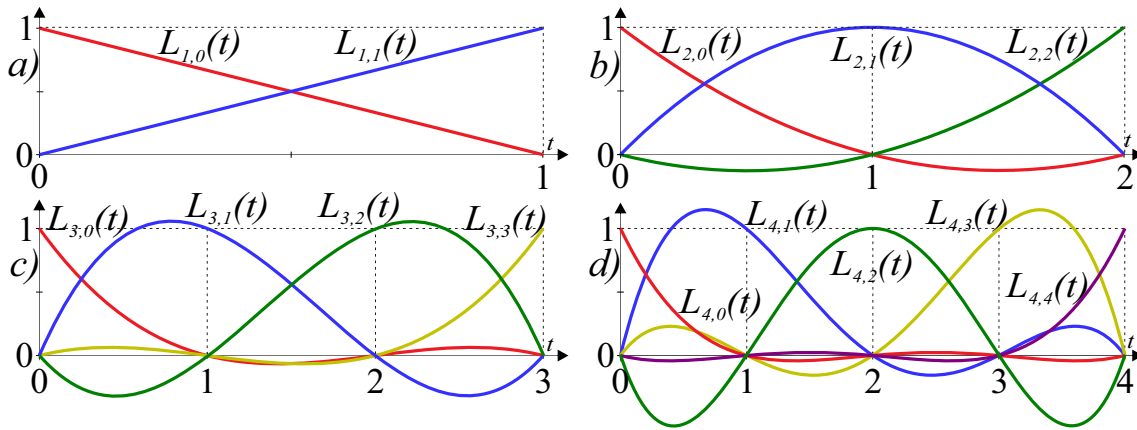 a)
1
0
L1,0(t)
L1,1(t)
t
0
1
b)
1
0
L2,0(t)
L2,1(t)
L2,2(t)
t
0
1
2
c)
1
0
L3,0(t)
L3,1(t)
L3,2(t)
L3,3(t)
t
0
1
2
3
d)
1
0
L4,0(t)
L4,1(t)
L4,2(t)
L4,3(t)
L4,4(t)
t
0
1
2
3
4